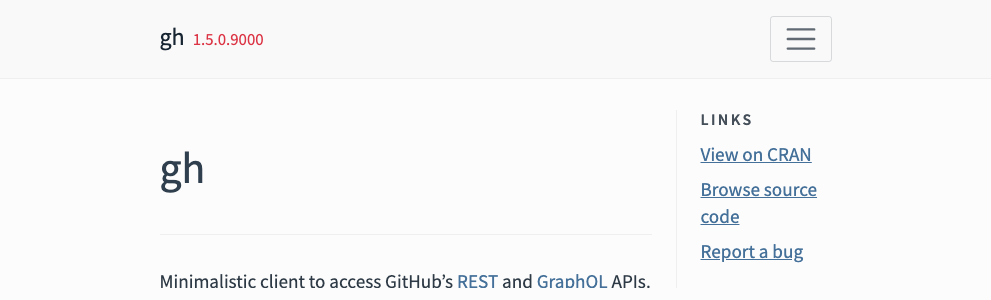 gh 1.5.0.9000
gh
Minimalistic client to access GitHub’s REST and GraphQL APIs.
LINKS
View on CRAN
Browse source
code
Report a bug